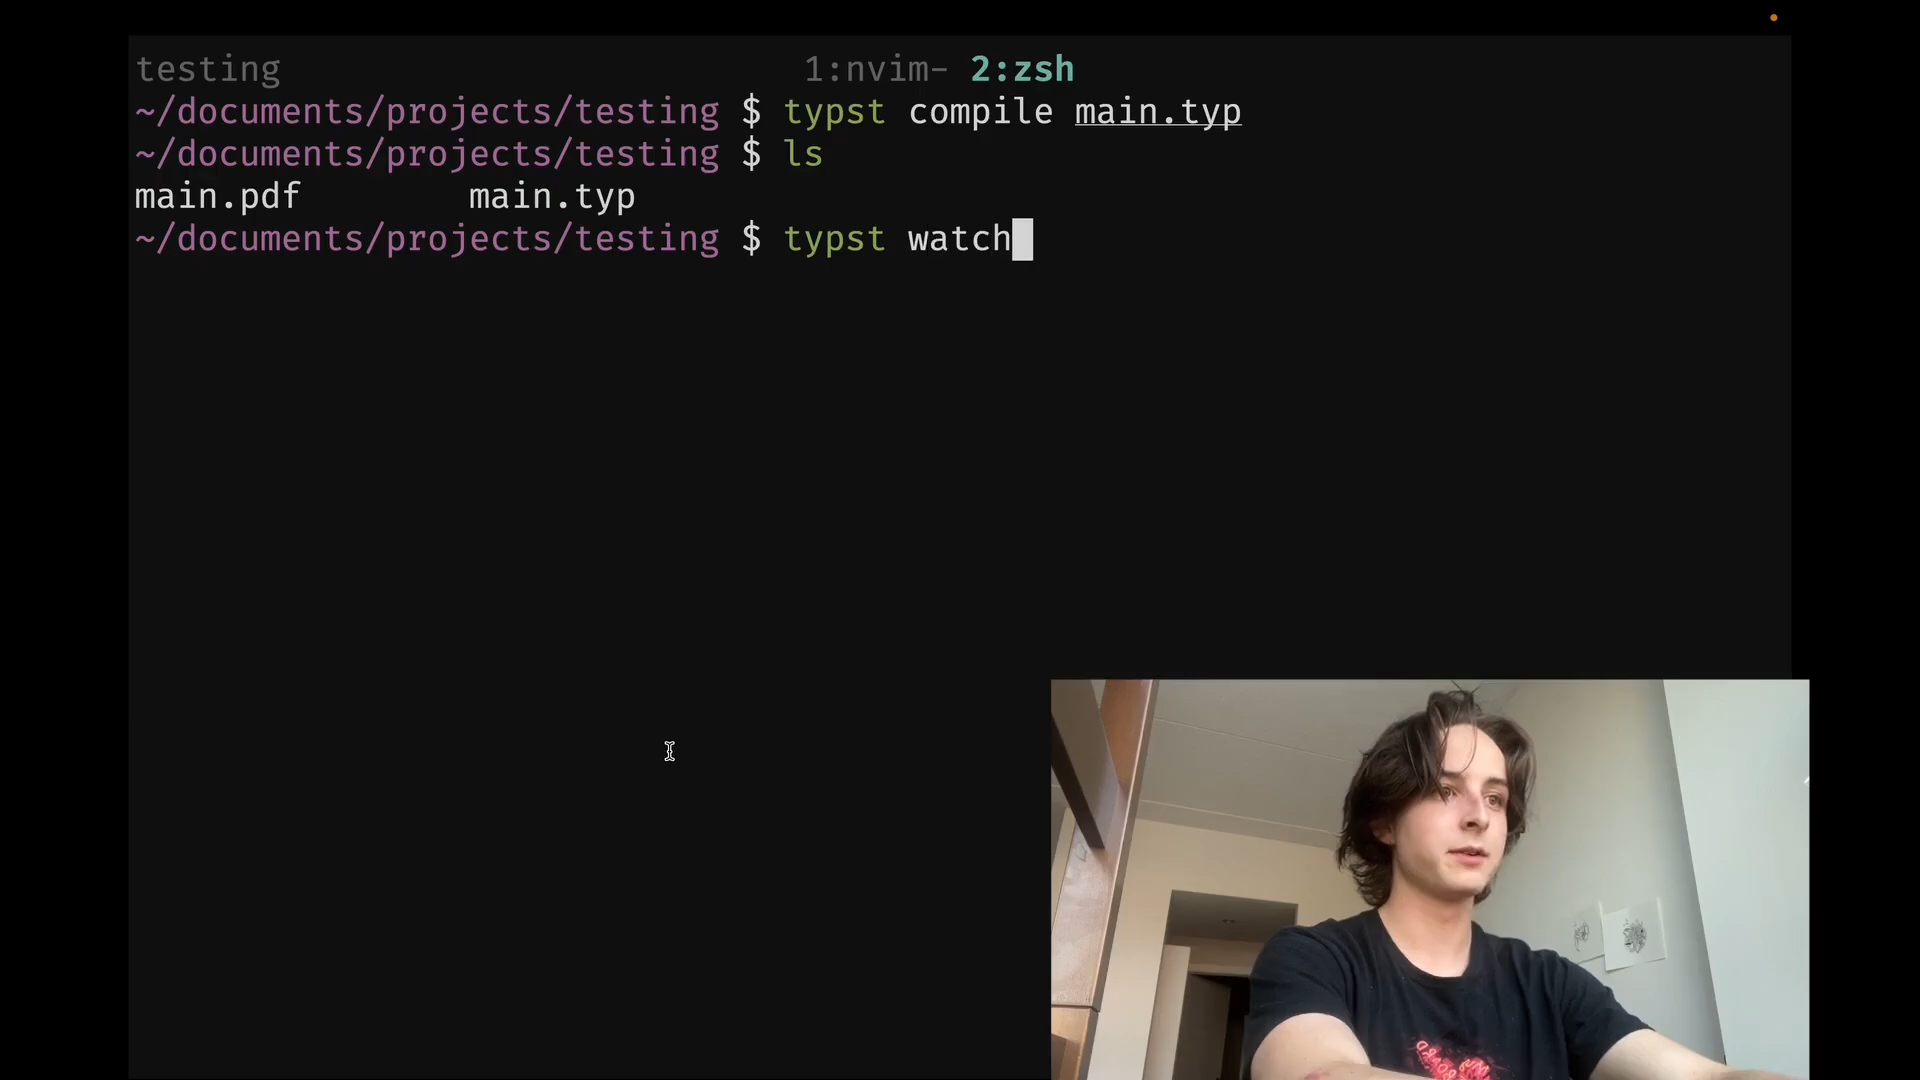 testing 1:nvim- 2:zsh
~/documents/projects/testing $ typst compile main.typ
~/documents/projects/testing $ ls
main.pdf main.typ
~/documents/projects/testing $ typst watch